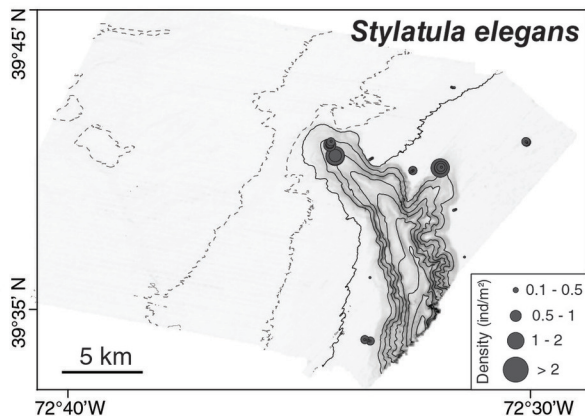 Stylatula elegans
39°45' N
39°35' N
5 km
Density (ind/m²)
0.1 - 0.5
0.5 - 1
1 - 2
> 2
72°40'W
72°30'W